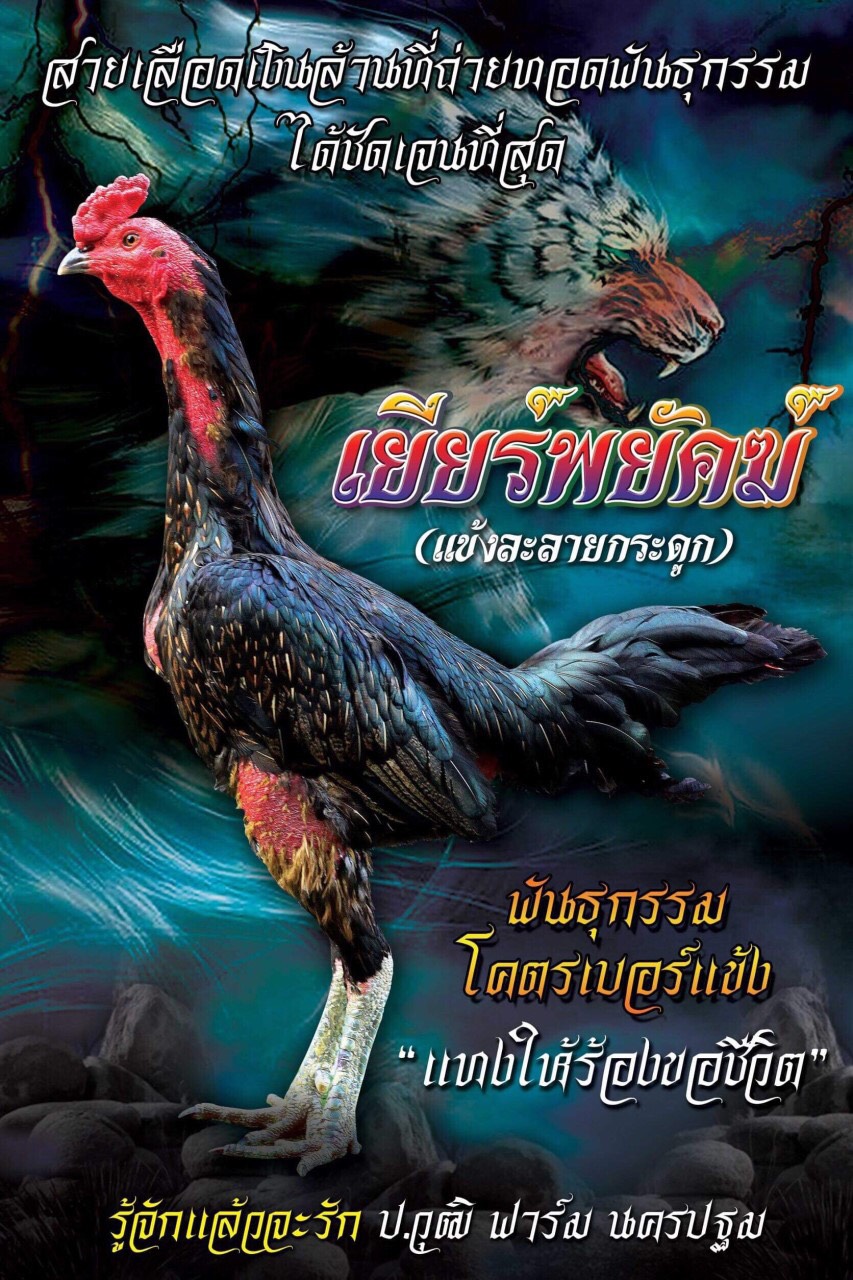 สายเลือดเงินล้านที่ถ่ายทอดพันธุกรรม
ได้ชัดเจนที่สุด
เยียร์พยัคฆ์
(แข้งละลายกระดูก)
พันธุกรรม
โคตรเบอร์แข้ง
“แทงให้ร้องขอชีวิต”
รู้จักแล้วจะรัก ป.วุฒิ ฟาร์ม นครปฐม